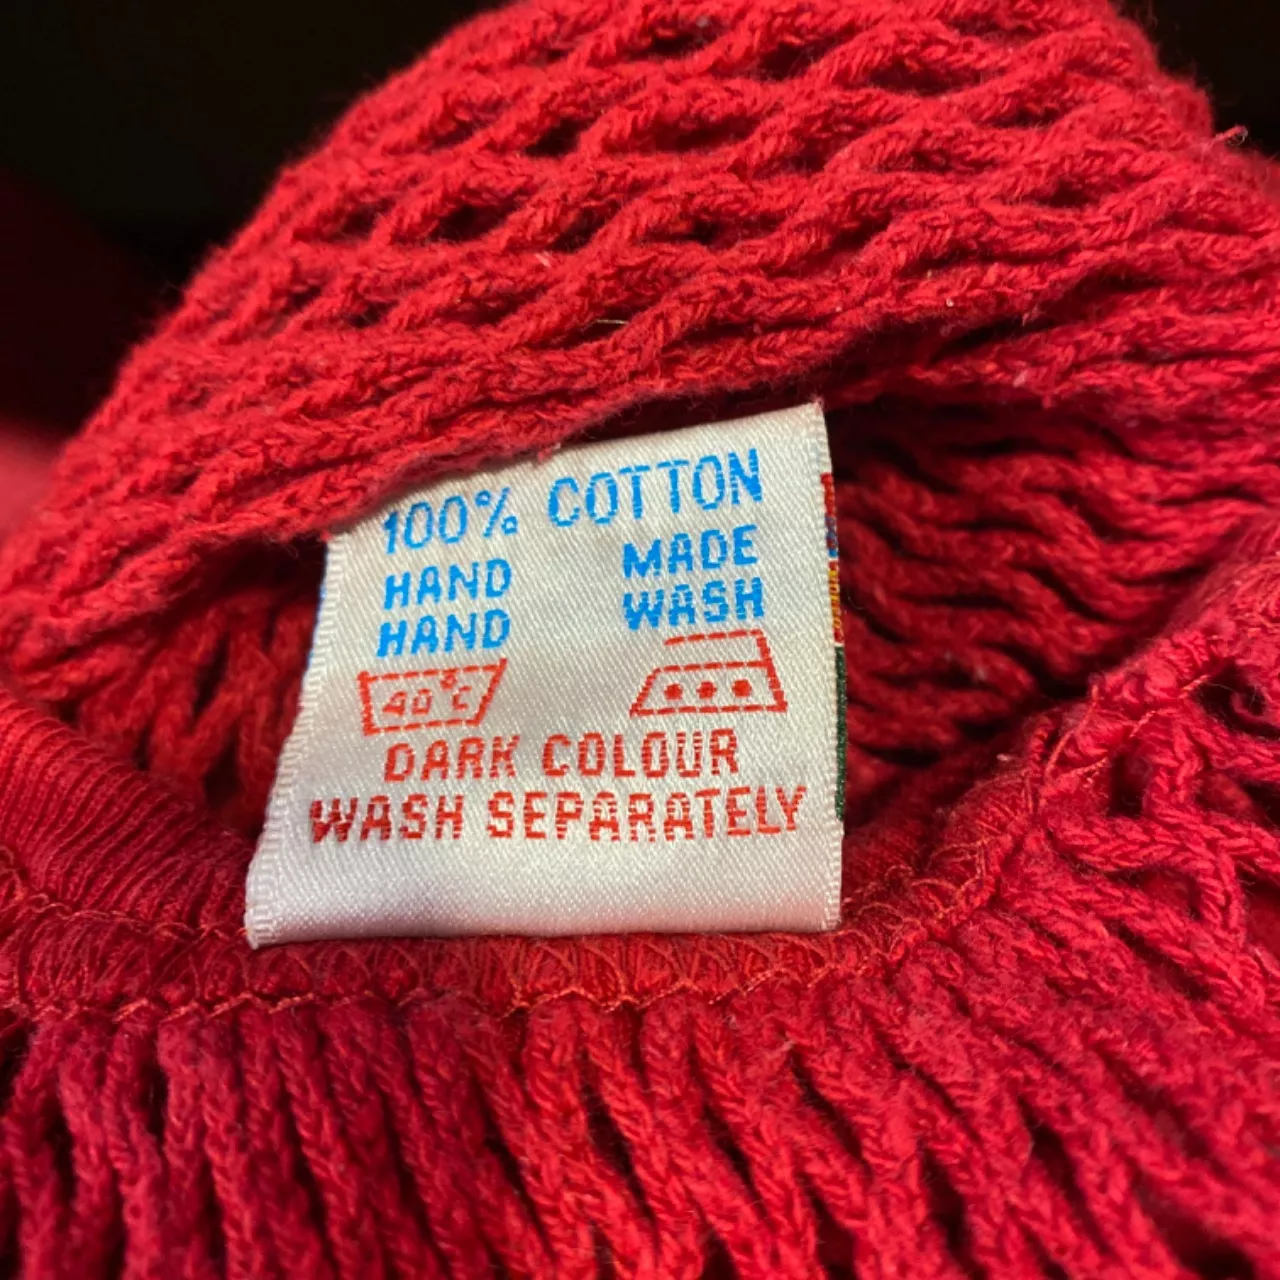 100% COTTON
HAND MADE
HAND WASH
40°C
DARK COLOUR
WASH SEPARATELY